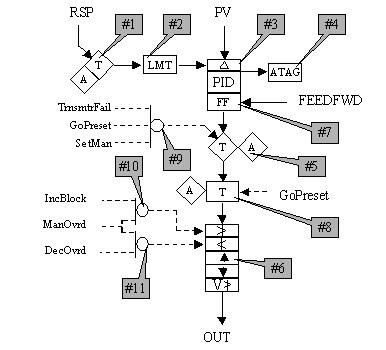 RSP
PV
#1
#2
#3
#4
T
A
LMT
Δ
ATAG
PID
FF
FEEDFWD
TrnsmtrFail
GoPreset
SetMan
#9
#7
T
A
#5
#10
A
T
GoPreset
#8
IncBlock
ManOvrd
DecOvrd
>
<
#6
V≯
#11
OUT